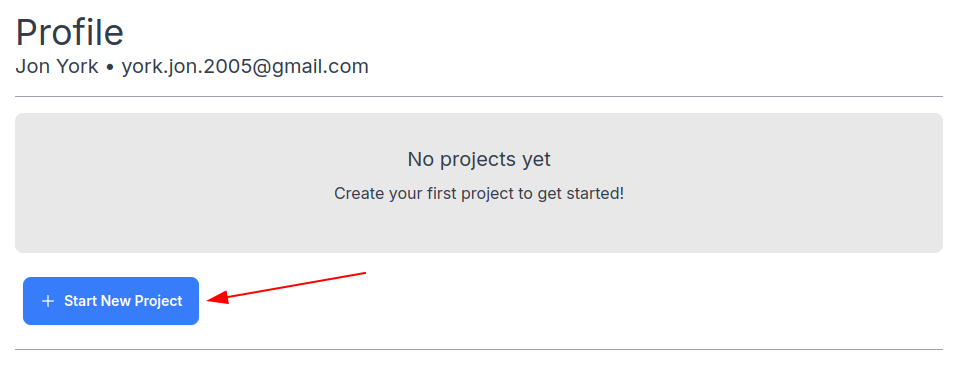 Profile
Jon York • york.jon.2005@gmail.com
No projects yet
Create your first project to get started!
+ Start New Project